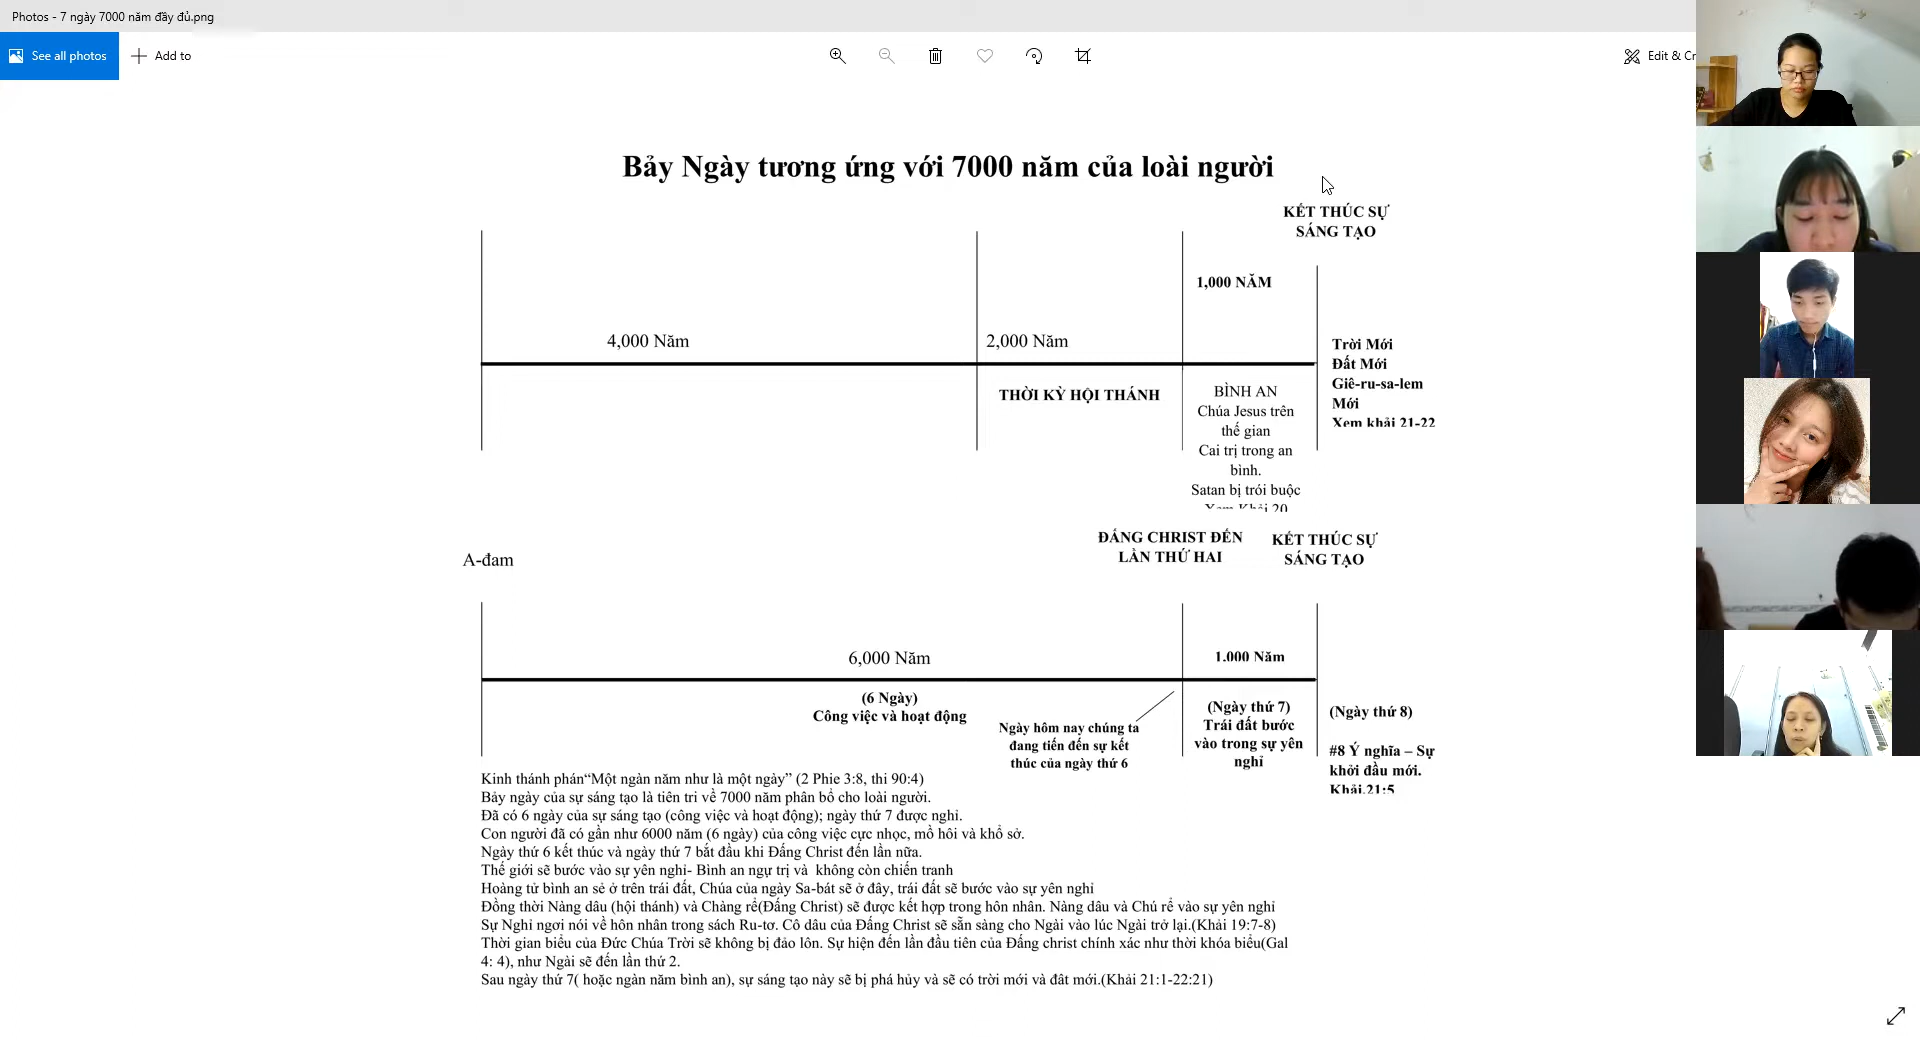 Photos - 7 ngày 7000 năm đầy đủ.png
See all photos
Add to
Edit & Cr
Bảy Ngày tương ứng với 7000 năm của loài người
KẾT THÚC SỰ
SÁNG TẠO
1,000 NĂM
4,000 Năm
2,000 Năm
THỜI KỲ HỘI THÁNH
BÌNH AN
Chúa Jesus trên
thế gian
Cai trị trong an
bình.
Satan bị trói buộc
Xem Khải 20
Trời Mới
Đất Mới
Giê-ru-sa-lem
Mới
Xem khải 21-22
A-đam
ĐẤNG CHRIST ĐẾN
LẦN THỨ HAI
KẾT THÚC SỰ
SÁNG TẠO
6,000 Năm
1.000 Năm
(6 Ngày)
Công việc và hoạt động
Ngày hôm nay chúng ta
đang tiến đến sự kết
thúc của ngày thứ 6
(Ngày thứ 7)
Trái đất bước
vào trong sự yên
nghỉ
(Ngày thứ 8)
#8 Ý nghĩa – Sự
khởi đầu mới.
Khải.21:5
Kinh thánh phán“Một ngàn năm như là một ngày” (2 Phie 3:8, thi 90:4)
Bảy ngày của sự sáng tạo là tiên tri về 7000 năm phân bổ cho loài người.
Đã có 6 ngày của sự sáng tạo (công việc và hoạt động); ngày thứ 7 được nghỉ.
Con người đã có gần như 6000 năm (6 ngày) của công việc cực nhọc, mồ hôi và khổ sở.
Ngày thứ 6 kết thúc và ngày thứ 7 bắt đầu khi Đấng Christ đến lần nữa.
Thế giới sẽ bước vào sự yên nghỉ- Bình an ngự trị và  không còn chiến tranh
Hoàng tử bình an sẻ ở trên trái đất, Chúa của ngày Sa-bát sẽ ở đây, trái đất sẽ bước vào sự yên nghỉ
Đồng thời Nàng dâu (hội thánh) và Chàng rể(Đấng Christ) sẽ được kết hợp trong hôn nhân. Nàng dâu và Chú rể vào sự yên nghỉ
Sự Nghỉ ngơi nói về hôn nhân trong sách Ru-tơ. Cô dâu của Đấng Christ sẽ sẵn sàng cho Ngài vào lúc Ngài trở lại.(Khải 19:7-8)
Thời gian biểu của Đức Chúa Trời sẽ không bị đảo lôn. Sự hiện đến lần đầu tiên của Đấng christ chính xác như thời khóa biểu(Gal
4: 4), như Ngài sẽ đến lần thứ 2.
Sau ngày thứ 7( hoặc ngàn năm bình an), sự sáng tạo này sẽ bị phá hủy và sẽ có trời mới và đât mới.(Khải 21:1-22:21)